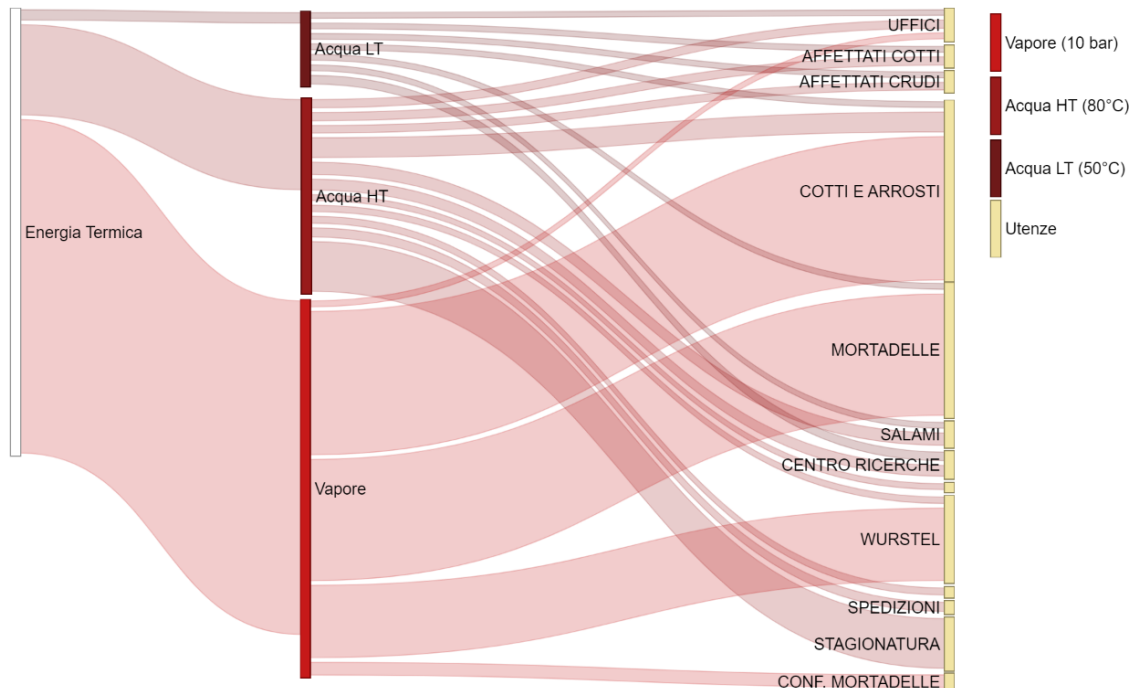 Energia Termica
Acqua LT
Acqua HT
Vapore
UFFICI
AFFETTATI COTTI
AFFETTATI CRUDI
COTTI E ARROSTI
MORTADELLE
SALAMI
CENTRO RICERCHE
WURSTEL
SPEDIZIONI
STAGIONATURA
CONF. MORTADELLE
Vapore (10 bar)
Acqua HT (80°C)
Acqua LT (50°C)
Utenze